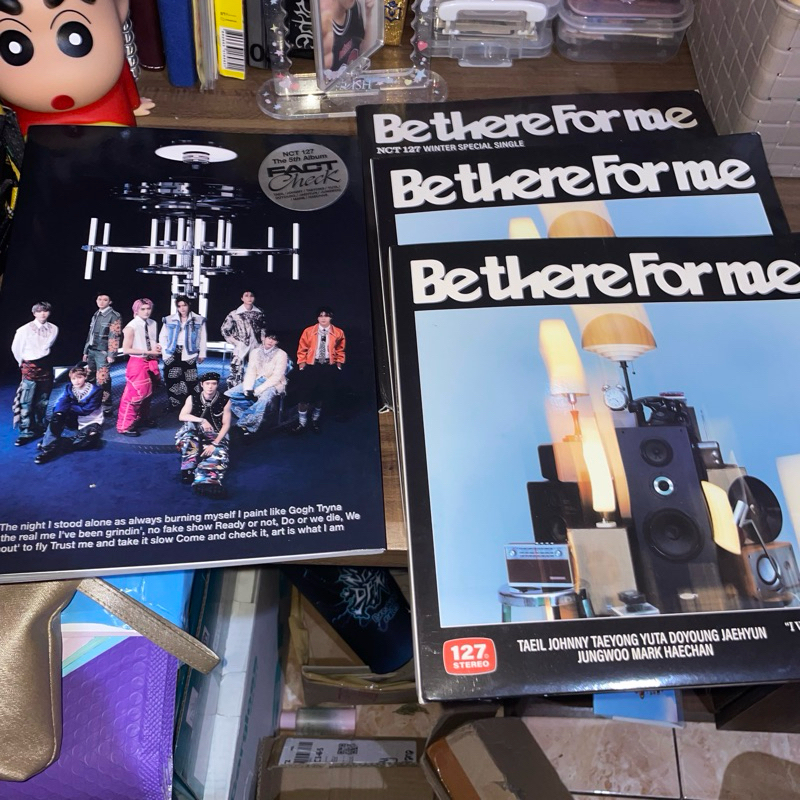 NCT 127
The 5th Album
FACT
Check
The night I stood alone as always burning myself I paint like Gogh Tryna
the real me I've been grindin', no fake show Ready or not, Do or we die, We
out' to fly Trust me and take it slow Come and check it, art is what I am
Be there For me
NCT 127 WINTER SPECIAL SINGLE
Be there For me
Be there For me
127
STEREO
TAEIL JOHNNY TAEYONG YUTA DOYOUNG JAEHYUN
JUNGWOO MARK HAECHAN